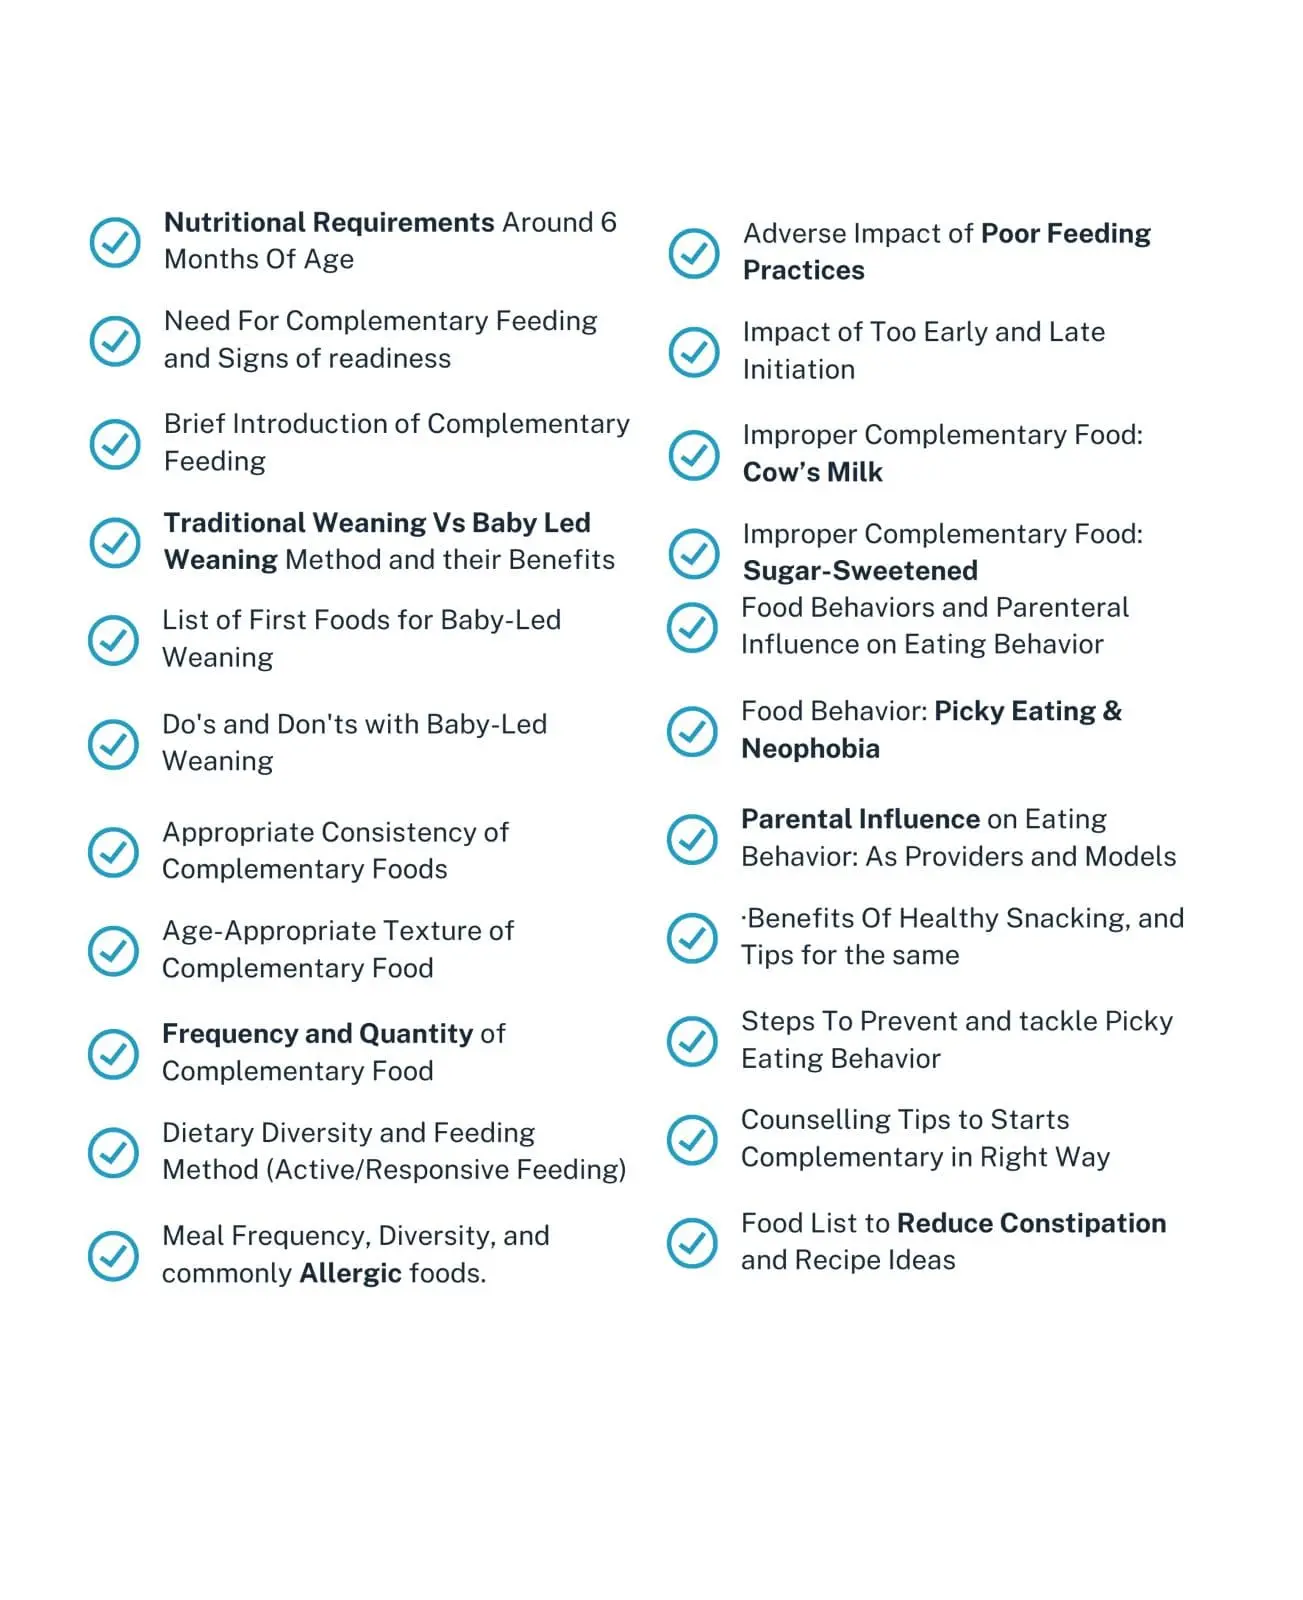 Nutritional Requirements Around 6
Months Of Age
Need For Complementary Feeding
and Signs of readiness
Brief Introduction of Complementary
Feeding
Traditional Weaning Vs Baby Led
Weaning Method and their Benefits
List of First Foods for Baby-Led
Weaning
Do's and Don'ts with Baby-Led
Weaning
Appropriate Consistency of
Complementary Foods
Age-Appropriate Texture of
Complementary Food
Frequency and Quantity of
Complementary Food
Dietary Diversity and Feeding
Method (Active/Responsive Feeding)
Meal Frequency, Diversity, and
commonly Allergic foods.
Adverse Impact of Poor Feeding
Practices
Impact of Too Early and Late
Initiation
Improper Complementary Food:
Cow’s Milk
Improper Complementary Food:
Sugar-Sweetened
Food Behaviors and Parenteral
Influence on Eating Behavior
Food Behavior: Picky Eating &
Neophobia
Parental Influence on Eating
Behavior: As Providers and Models
·Benefits Of Healthy Snacking, and
Tips for the same
Steps To Prevent and tackle Picky
Eating Behavior
Counselling Tips to Starts
Complementary in Right Way
Food List to Reduce Constipation
and Recipe Ideas